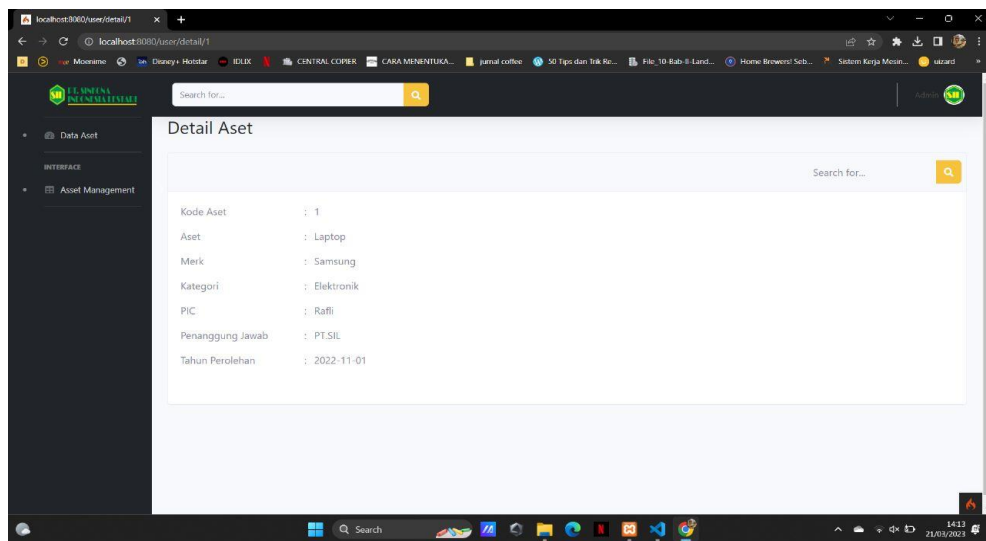 localhost:8080/user/detail/1
localhost:8080/user/detail/1
Moenime
Disney+ Hotstar
IDLIX
CENTRAL COPIER
CARA MENENTUKA...
jurnal coffee
50 Tips dan Trik Re...
File_10-Bab-II-Land...
Home Brewers! Seb...
Sistem Kerja Mesin...
uizard
»
INDONESIA LESTARI
Search for...
Admin
Data Aset
INTERFACE
Asset Management
Detail Aset
Search for...
Kode Aset : 1
Aset : Laptop
Merk : Samsung
Kategori : Elektronik
PIC : Rafli
Penanggung Jawab : PT.SIL
Tahun Perolehan : 2022-11-01
Search
14:13
21/03/2023